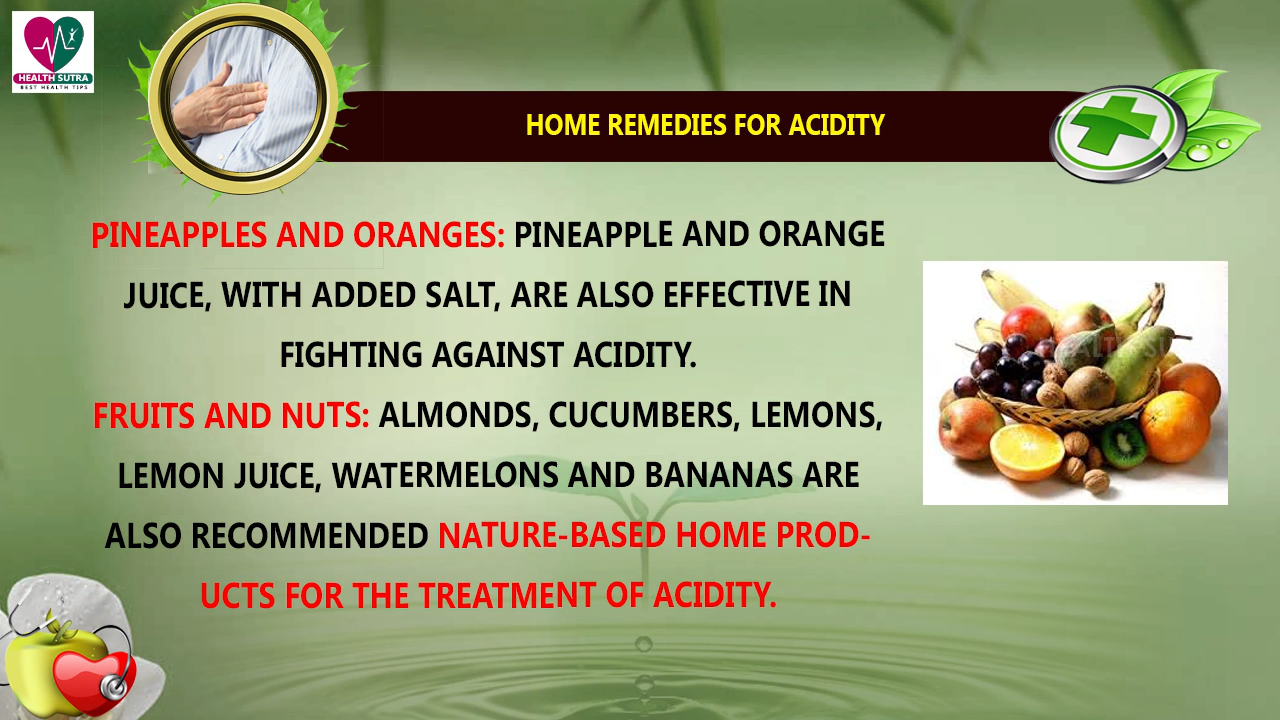 HEALTH SUTRA
BEST HEALTH TIPS
HOME REMEDIES FOR ACIDITY
PINEAPPLES AND ORANGES: PINEAPPLE AND ORANGE
JUICE, WITH ADDED SALT, ARE ALSO EFFECTIVE IN
FIGHTING AGAINST ACIDITY.
FRUITS AND NUTS: ALMONDS, CUCUMBERS, LEMONS,
LEMON JUICE, WATERMELONS AND BANANAS ARE
ALSO RECOMMENDED NATURE-BASED HOME PROD-
UCTS FOR THE TREATMENT OF ACIDITY.